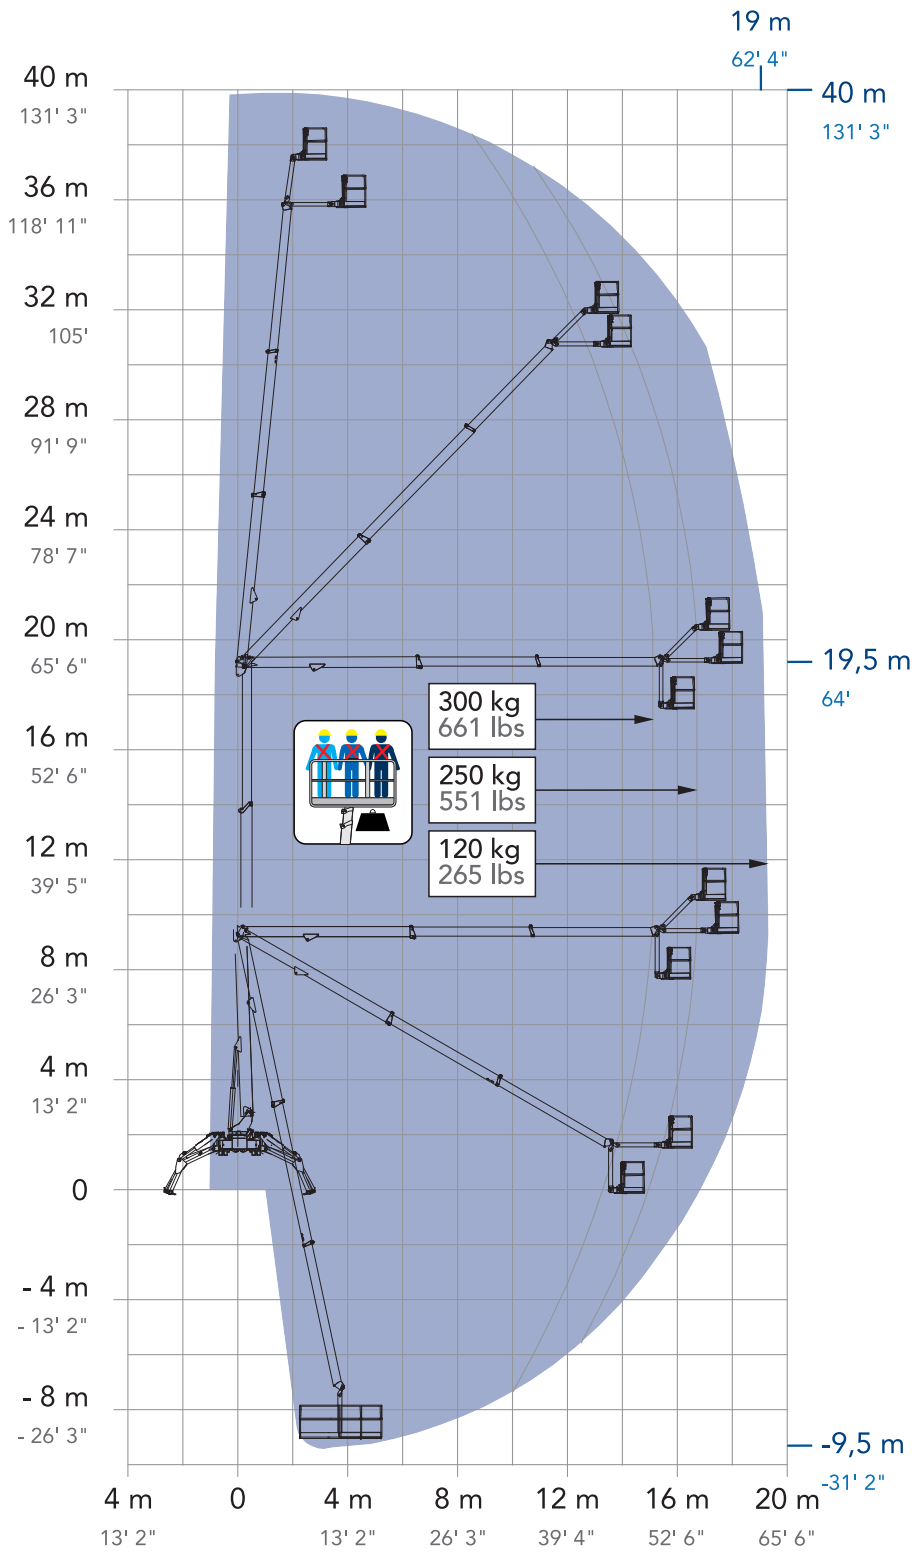 19 m
62' 4"
40 m
131' 3"
40 m
131' 3"
36 m
118' 11"
32 m
105'
28 m
91' 9"
24 m
78' 7"
20 m
65' 6"
19,5 m
64'
300 kg
661 lbs
16 m
52' 6"
250 kg
551 lbs
12 m
39' 5"
120 kg
265 lbs
8 m
26' 3"
4 m
13' 2"
0
- 4 m
- 13' 2"
- 8 m
- 26' 3"
-9,5 m
-31' 2"
4 m 0 4 m 8 m 12 m 16 m 20 m
13' 2" 13' 2" 26' 3" 39' 4" 52' 6" 65' 6"